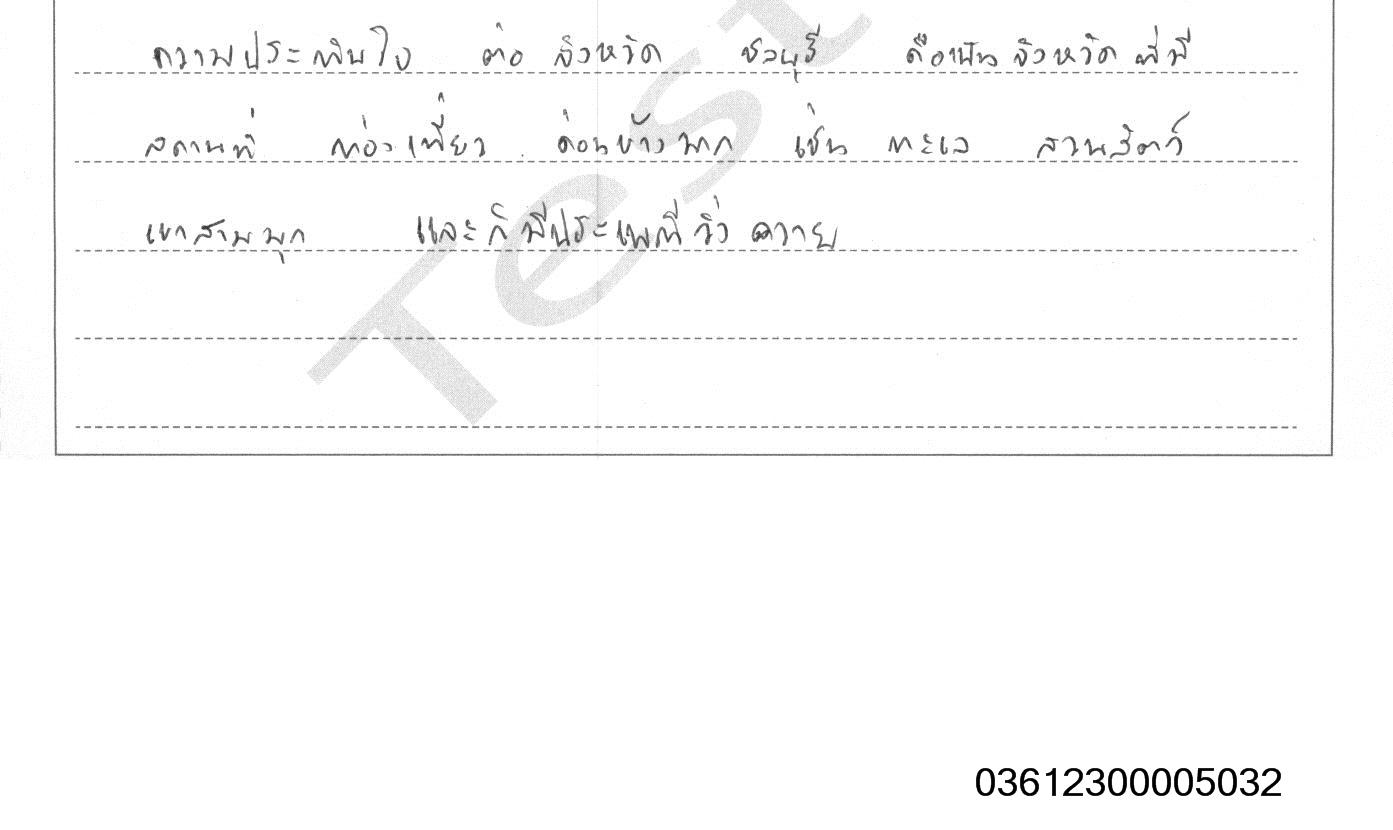 ความประทับใจ ต่อ จังหวัด ชลบุรี คือเป็น จังหวัด ที่มี
สถานที่ ท่องเที่ยว ค่อนข้างมาก เช่น ทะเล สวนสัตว์
เขาสามมุก และก็มีประเพณีวิ่งควาย
Test
03612300005032